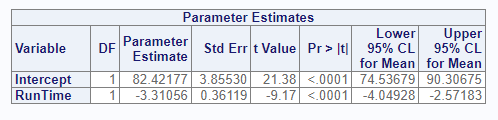 Parameter Estimates
Variable DF Parameter Estimate Std Err t Value Pr > |t| Lower 95% CL for Mean Upper 95% CL for Mean
Intercept 1 82.42177 3.85530 21.38 <.0001 74.53679 90.30675
RunTime 1 -3.31056 0.36119 -9.17 <.0001 -4.04928 -2.57183